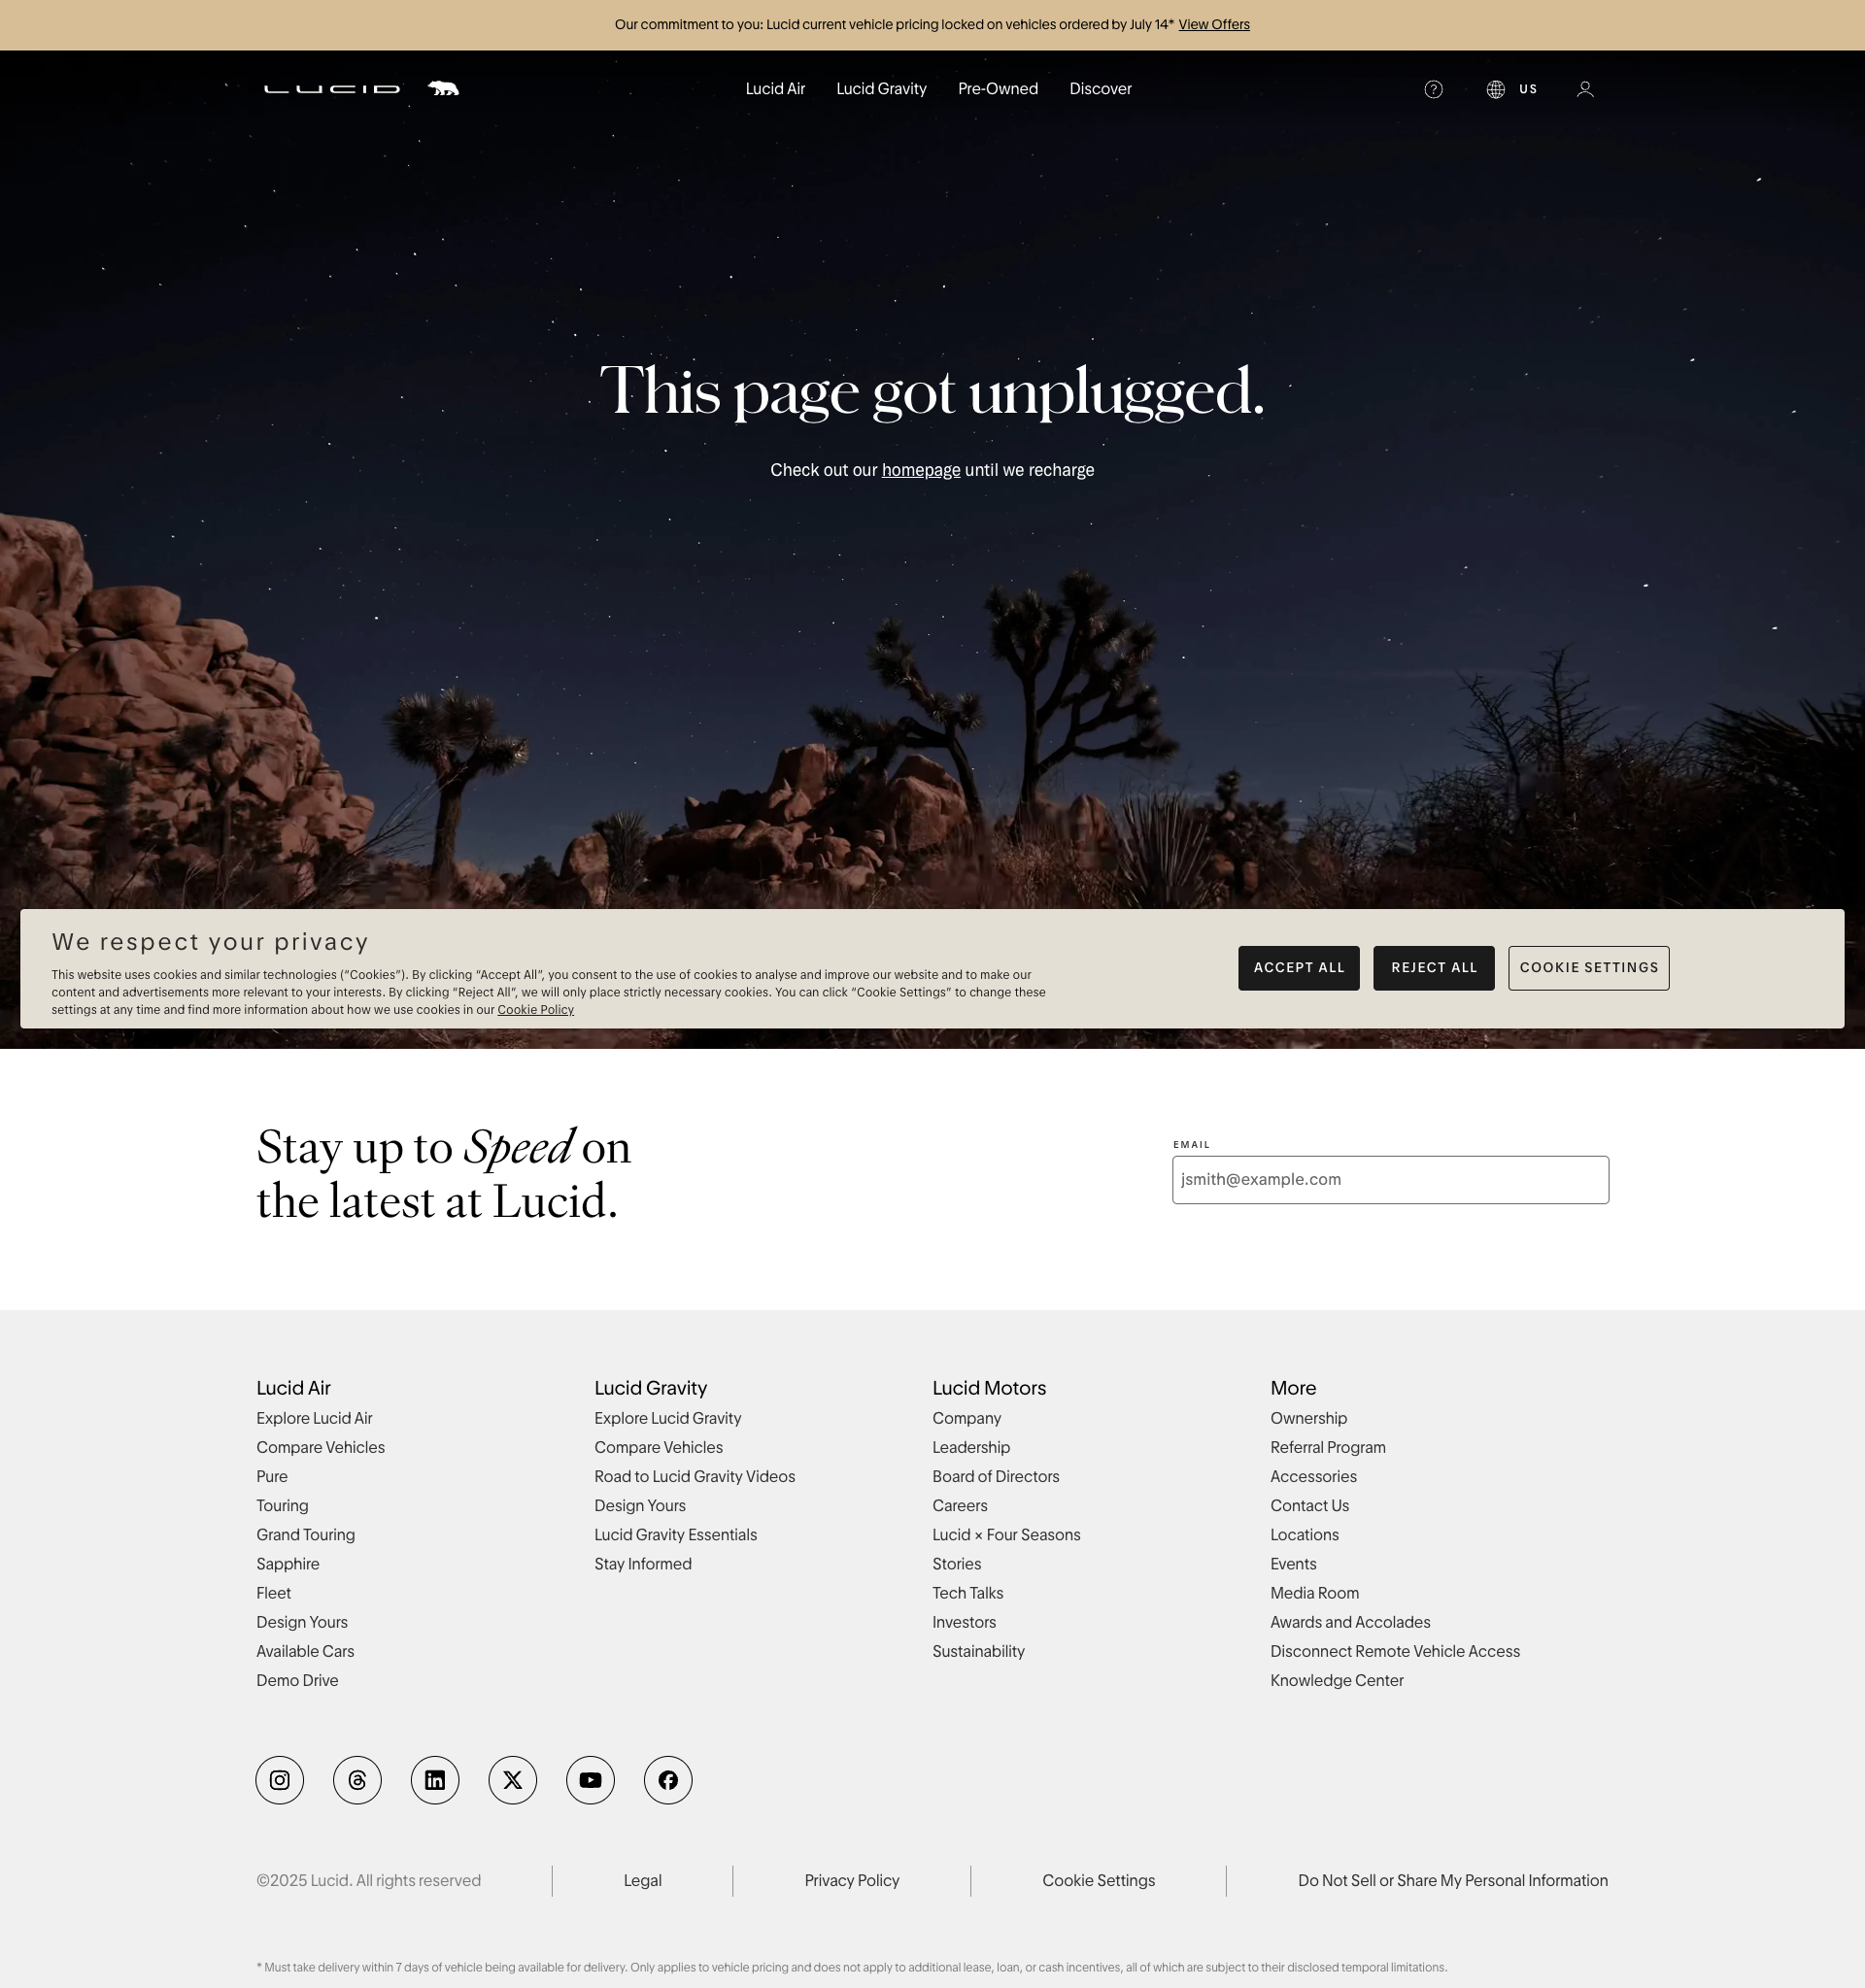 Our commitment to you: Lucid current vehicle pricing locked on vehicles ordered by July 14* View Offers
LUCID
Lucid Air Lucid Gravity Pre-Owned Discover
? US
This page got unplugged.
Check out our homepage until we recharge
We respect your privacy
This website uses cookies and similar technologies (“Cookies”). By clicking “Accept All”, you consent to the use of cookies to analyse and improve our website and to make our
content and advertisements more relevant to your interests. By clicking “Reject All”, we will only place strictly necessary cookies. You can click “Cookie Settings” to change these
settings at any time and find more information about how we use cookies in our Cookie Policy
ACCEPT ALL REJECT ALL COOKIE SETTINGS
Stay up to Speed on
the latest at Lucid.
EMAIL
jsmith@example.com
Lucid Air
Explore Lucid Air
Compare Vehicles
Pure
Touring
Grand Touring
Sapphire
Fleet
Design Yours
Available Cars
Demo Drive
Lucid Gravity
Explore Lucid Gravity
Compare Vehicles
Road to Lucid Gravity Videos
Design Yours
Lucid Gravity Essentials
Stay Informed
Lucid Motors
Company
Leadership
Board of Directors
Careers
Lucid × Four Seasons
Stories
Tech Talks
Investors
Sustainability
More
Ownership
Referral Program
Accessories
Contact Us
Locations
Events
Media Room
Awards and Accolades
Disconnect Remote Vehicle Access
Knowledge Center
©2025 Lucid. All rights reserved Legal Privacy Policy Cookie Settings Do Not Sell or Share My Personal Information
* Must take delivery within 7 days of vehicle being available for delivery. Only applies to vehicle pricing and does not apply to additional lease, loan, or cash incentives, all of which are subject to their disclosed temporal limitations.